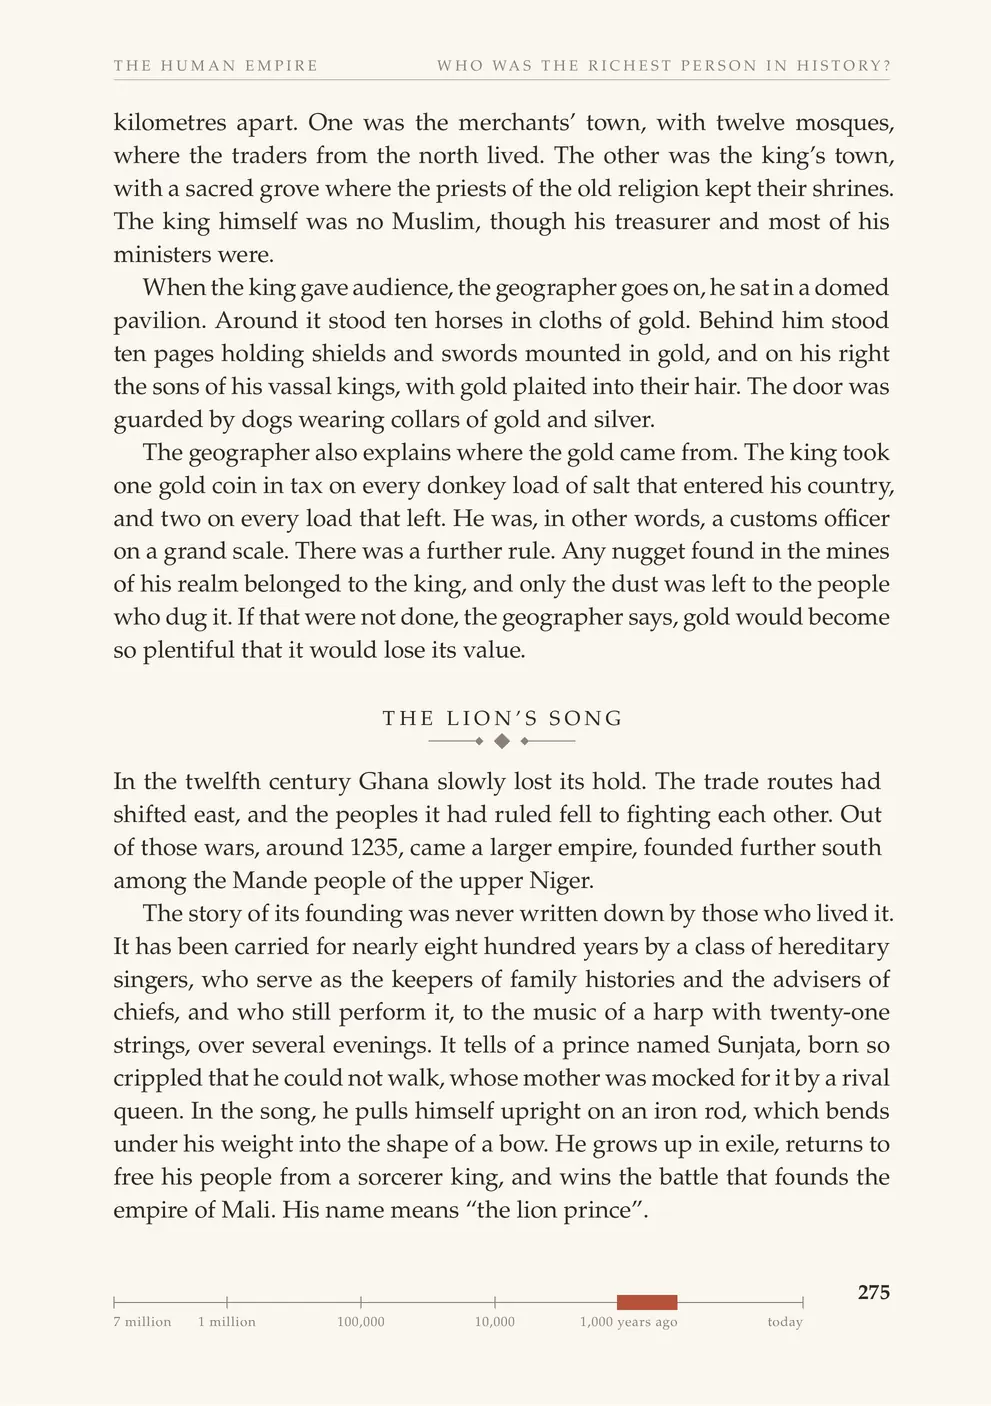 THE HUMAN EMPIRE
WHO WAS THE RICHEST PERSON IN HISTORY?
kilometres apart. One was the merchants’ town, with twelve mosques,
where the traders from the north lived. The other was the king’s town,
with a sacred grove where the priests of the old religion kept their shrines.
The king himself was no Muslim, though his treasurer and most of his
ministers were.
When the king gave audience, the geographer goes on, he sat in a domed
pavilion. Around it stood ten horses in cloths of gold. Behind him stood
ten pages holding shields and swords mounted in gold, and on his right
the sons of his vassal kings, with gold plaited into their hair. The door was
guarded by dogs wearing collars of gold and silver.
The geographer also explains where the gold came from. The king took
one gold coin in tax on every donkey load of salt that entered his country,
and two on every load that left. He was, in other words, a customs officer
on a grand scale. There was a further rule. Any nugget found in the mines
of his realm belonged to the king, and only the dust was left to the people
who dug it. If that were not done, the geographer says, gold would become
so plentiful that it would lose its value.
THE LION’S SONG
In the twelfth century Ghana slowly lost its hold. The trade routes had
shifted east, and the peoples it had ruled fell to fighting each other. Out
of those wars, around 1235, came a larger empire, founded further south
among the Mande people of the upper Niger.
The story of its founding was never written down by those who lived it.
It has been carried for nearly eight hundred years by a class of hereditary
singers, who serve as the keepers of family histories and the advisers of
chiefs, and who still perform it, to the music of a harp with twenty-one
strings, over several evenings. It tells of a prince named Sunjata, born so
crippled that he could not walk, whose mother was mocked for it by a rival
queen. In the song, he pulls himself upright on an iron rod, which bends
under his weight into the shape of a bow. He grows up in exile, returns to
free his people from a sorcerer king, and wins the battle that founds the
empire of Mali. His name means “the lion prince”.
275
7 million 1 million 100,000 10,000 1,000 years ago today